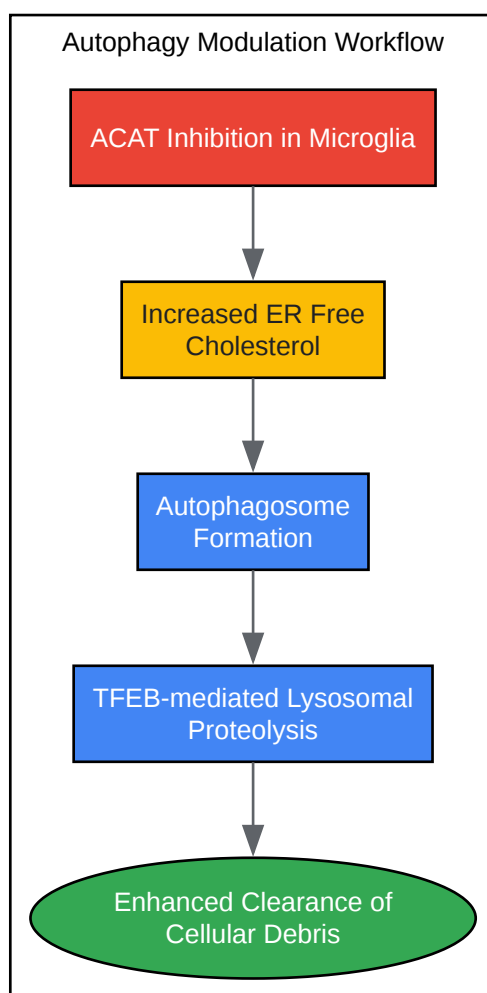 Autophagy Modulation Workflow
ACAT Inhibition in Microglia
Increased ER Free
Cholesterol
Autophagosome
Formation
TFEB-mediated Lysosomal
Proteolysis
Enhanced Clearance of
Cellular Debris